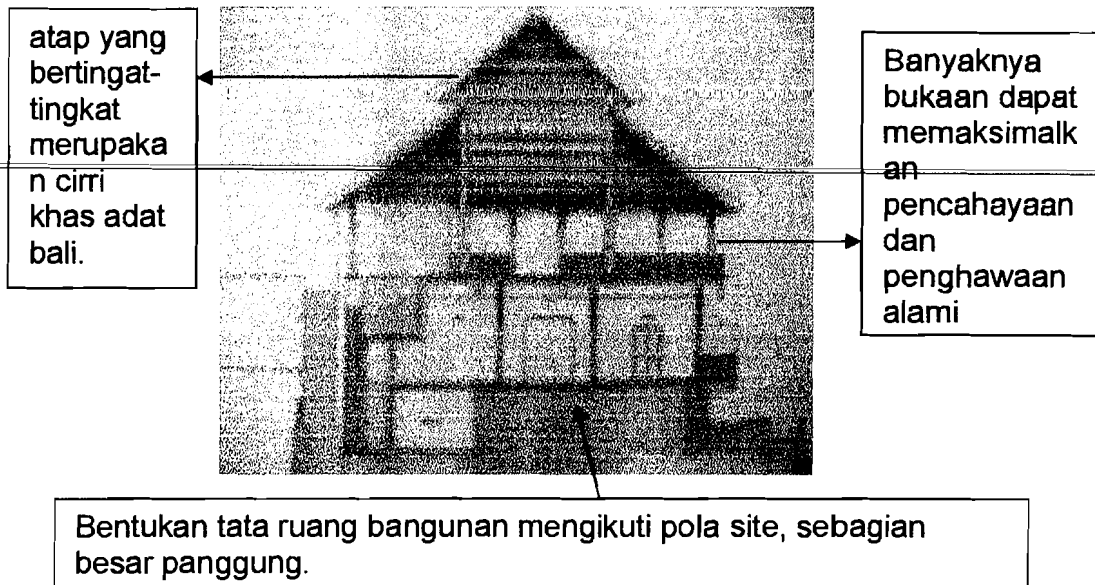 atap yang
bertingat-
tingkat
merupaka
n cirri
khas adat
bali.
Banyaknya
bukaan dapat
memaksimalk
an
pencahayaan
dan
penghawaan
alami
Bentukan tata ruang bangunan mengikuti pola site, sebagian
besar panggung.